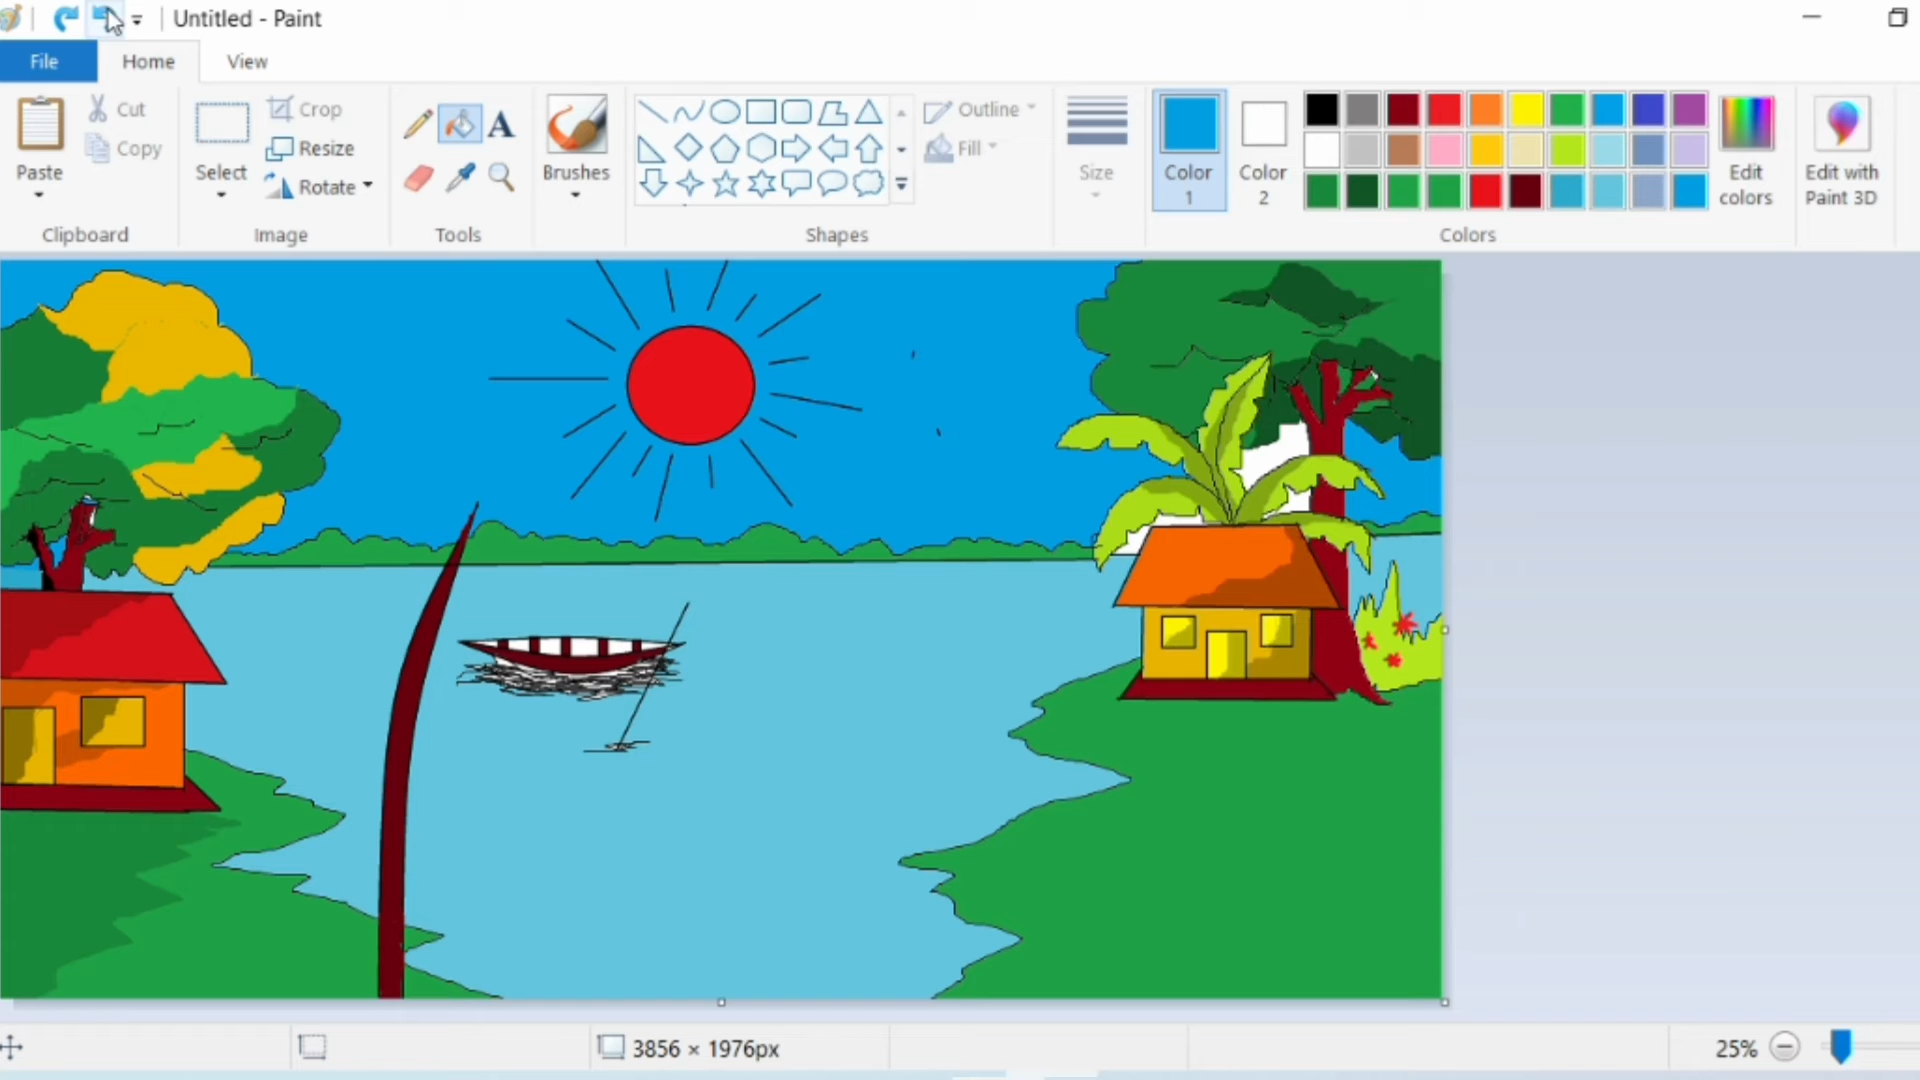 Untitled - Paint
File Home View
Paste
Cut
Copy
Clipboard
Select
Crop
Resize
Rotate
Image
A
Tools
Brushes
Shapes
Outline
Fill
Size
Color 1
Color 2
Edit colors
Colors
Edit with Paint 3D
3856 × 1976px
25%